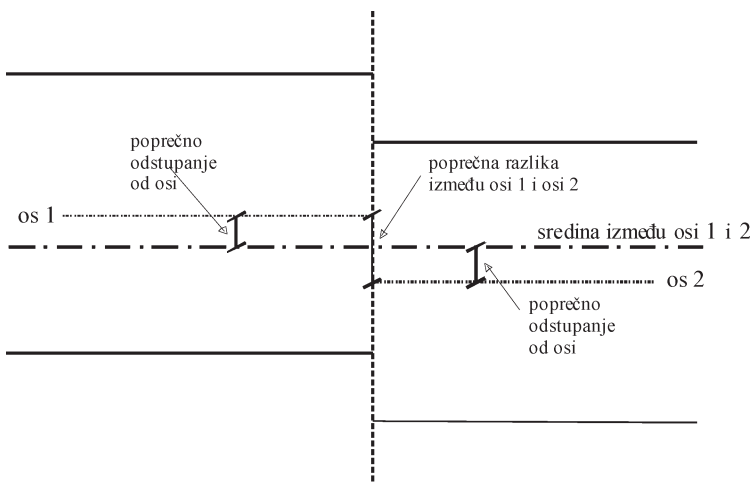 poprečno
odstupanje
od osi
poprečna razlika
između osi 1 i osi 2
os 1
sredina između osi 1 i 2
os 2
poprečno
odstupanje
od osi